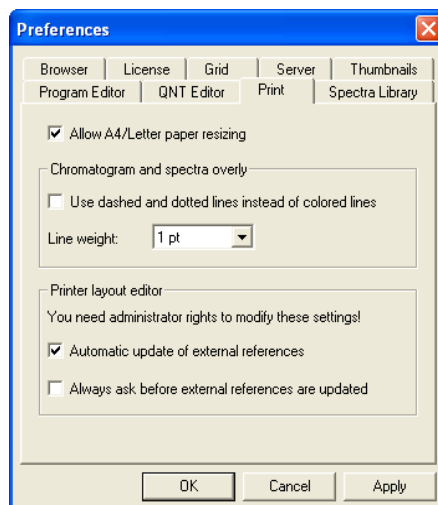 Preferences
Browser License Grid Server Thumbnails
Program Editor QNT Editor Print Spectra Library
Allow A4/Letter paper resizing
Chromatogram and spectra overly
Use dashed and dotted lines instead of colored lines
Line weight: 1 pt
Printer layout editor
You need administrator rights to modify these settings!
Automatic update of external references
Always ask before external references are updated
OK Cancel Apply